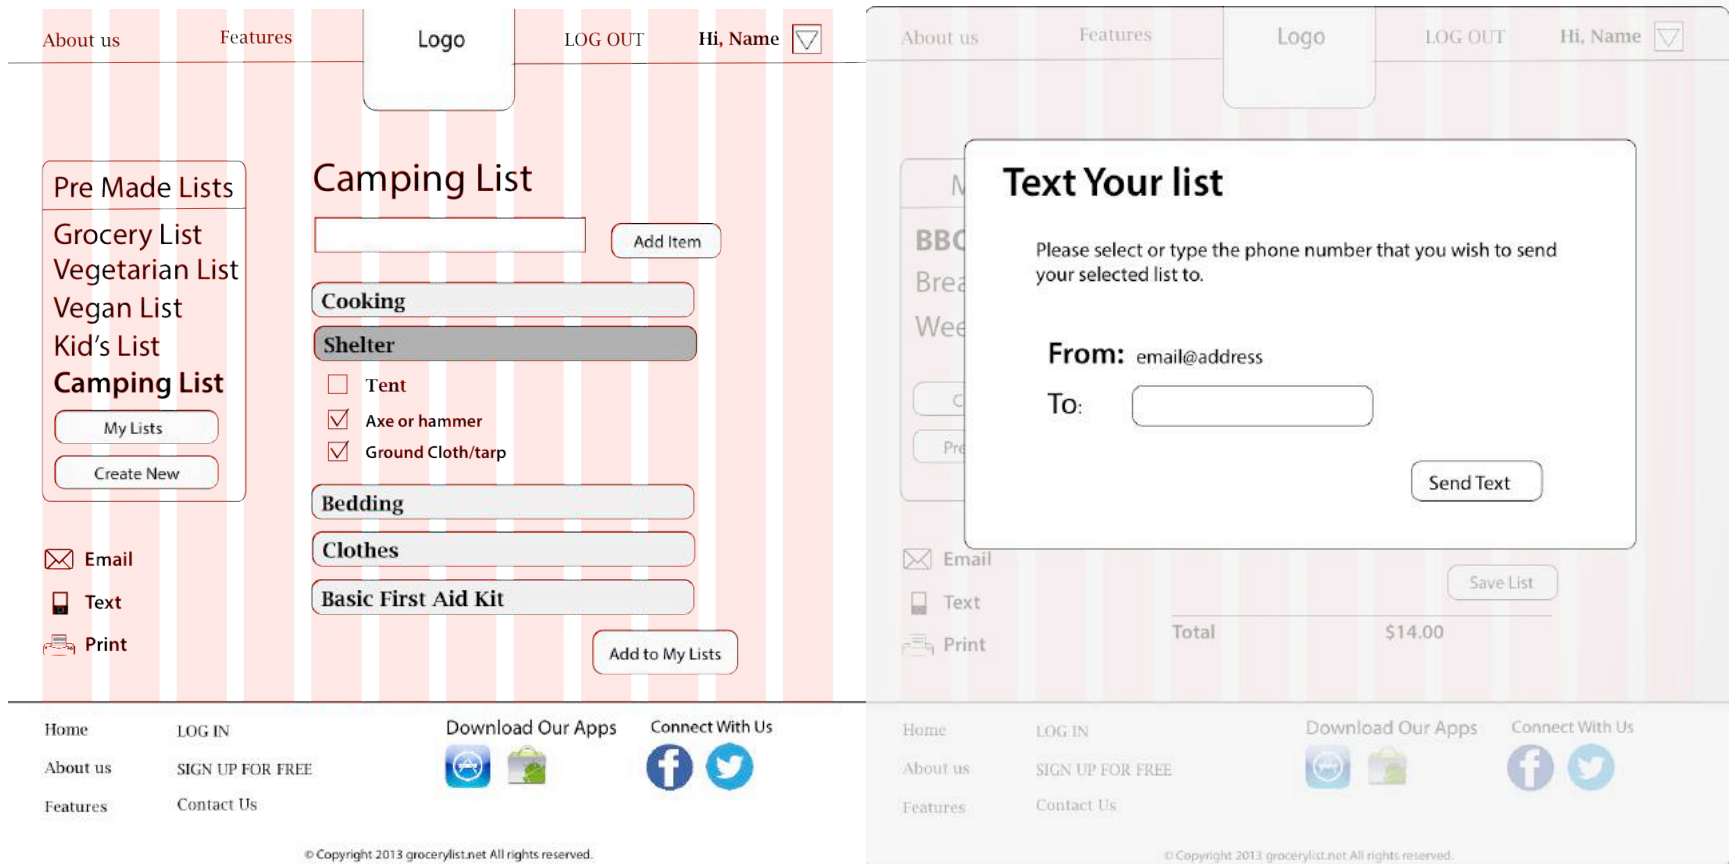 About us
Features
Logo
LOG OUT
Hi, Name
Pre Made Lists
Grocery List
Vegetarian List
Vegan List
Kid's List
Camping List
My Lists
Create New
Email
Text
Print
Camping List
Add Item
Cooking
Shelter
Tent
Axe or hammer
Ground Cloth/tarp
Bedding
Clothes
Basic First Aid Kit
Add to My Lists
Home
About us
Features
LOG IN
SIGN UP FOR FREE
Contact Us
Download Our Apps
Connect With Us
© Copyright 2013 grocerylist.net All rights reserved.
About us
Features
Logo
LOG OUT
Hi, Name
M
BBQ
Brea
Wee
C
Pre
Text Your list
Please select or type the phone number that you wish to send
your selected list to.
From: email@address
To:
Send Text
Email
Text
Print
Save List
Total $14.00
Home
About us
Features
LOG IN
SIGN UP FOR FREE
Contact Us
Download Our Apps
Connect With Us
© Copyright 2013 grocerylist.net All rights reserved.